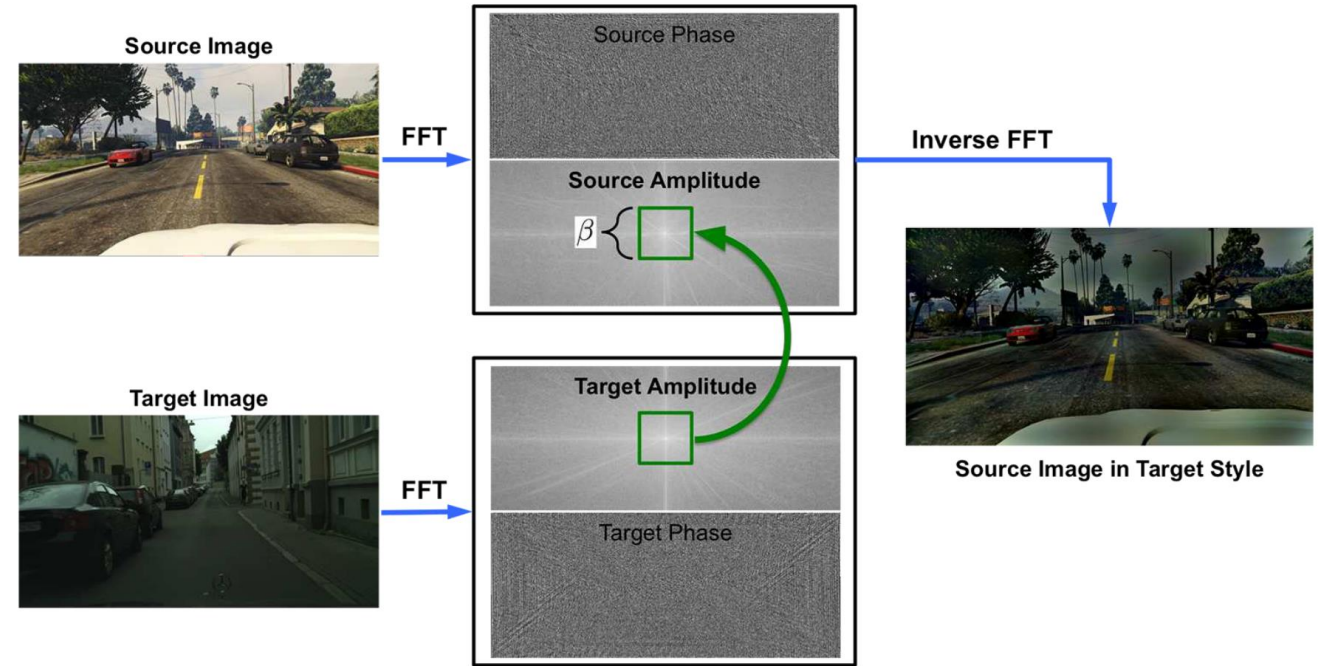 Source Image
FFT
Source Phase
Source Amplitude
β
Inverse FFT
Source Image in Target Style
Target Image
FFT
Target Amplitude
Target Phase